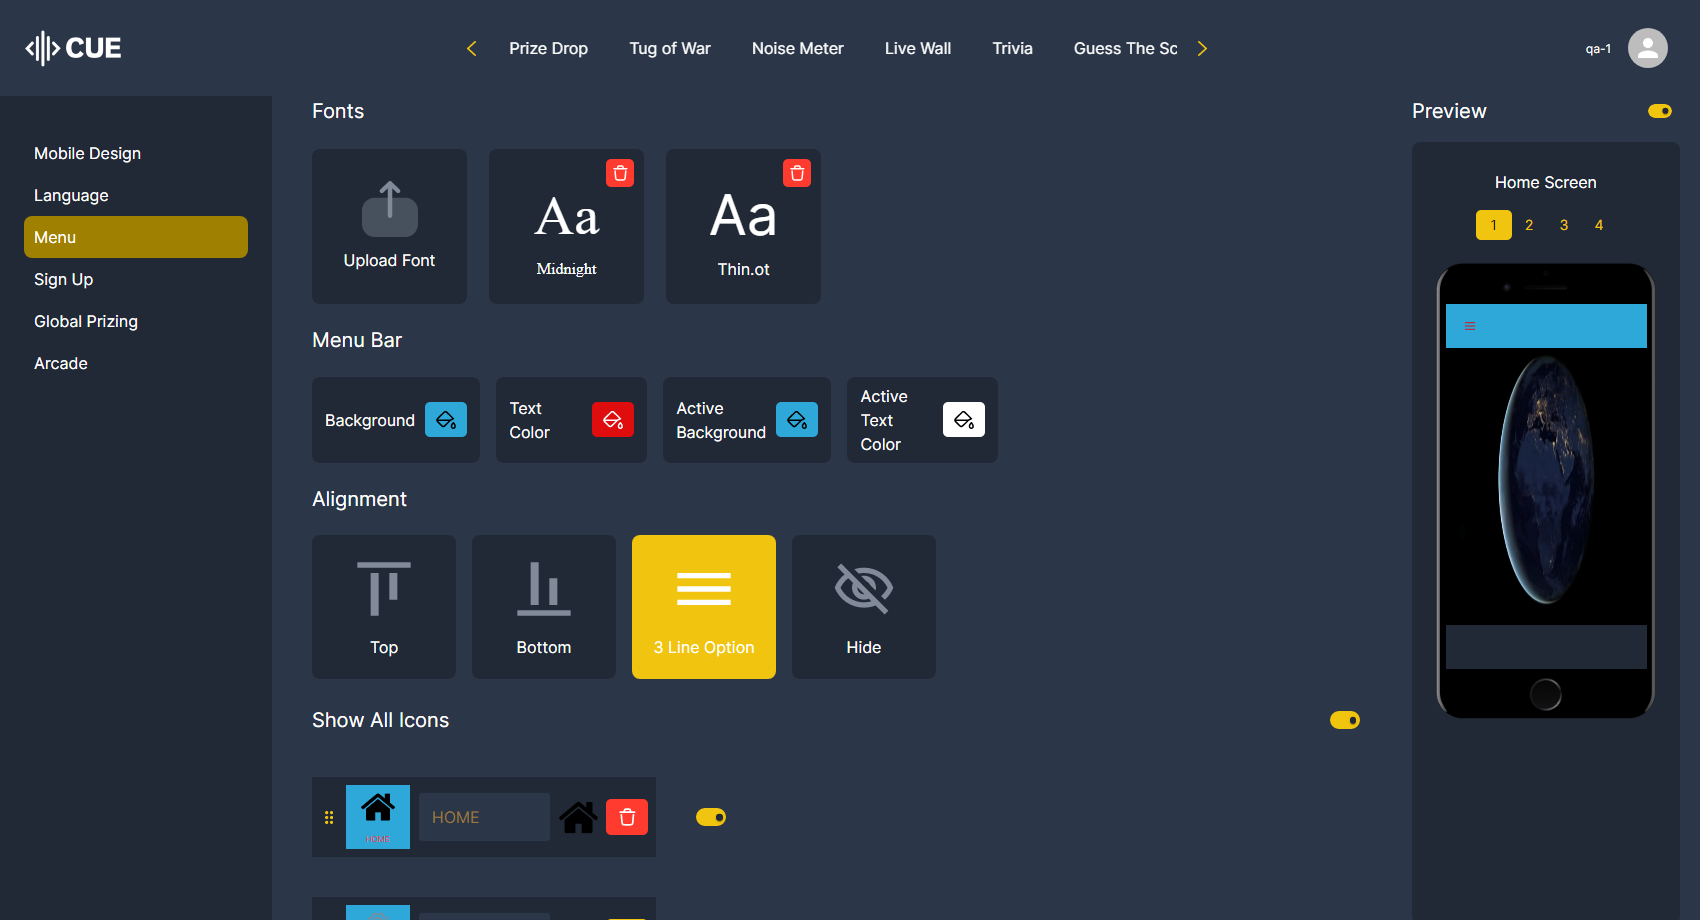 CUE
Prize Drop
Tug of War
Noise Meter
Live Wall
Trivia
Guess The Sc
qa-1
Mobile Design
Language
Menu
Sign Up
Global Prizing
Arcade
Fonts
Upload Font
Aa
Midnight
Aa
Thin.ot
Menu Bar
Background
Text
Color
Active
Background
Active
Text
Color
Alignment
Top
Bottom
3 Line Option
Hide
Show All Icons
HOME
HOME
Preview
Home Screen
1 2 3 4